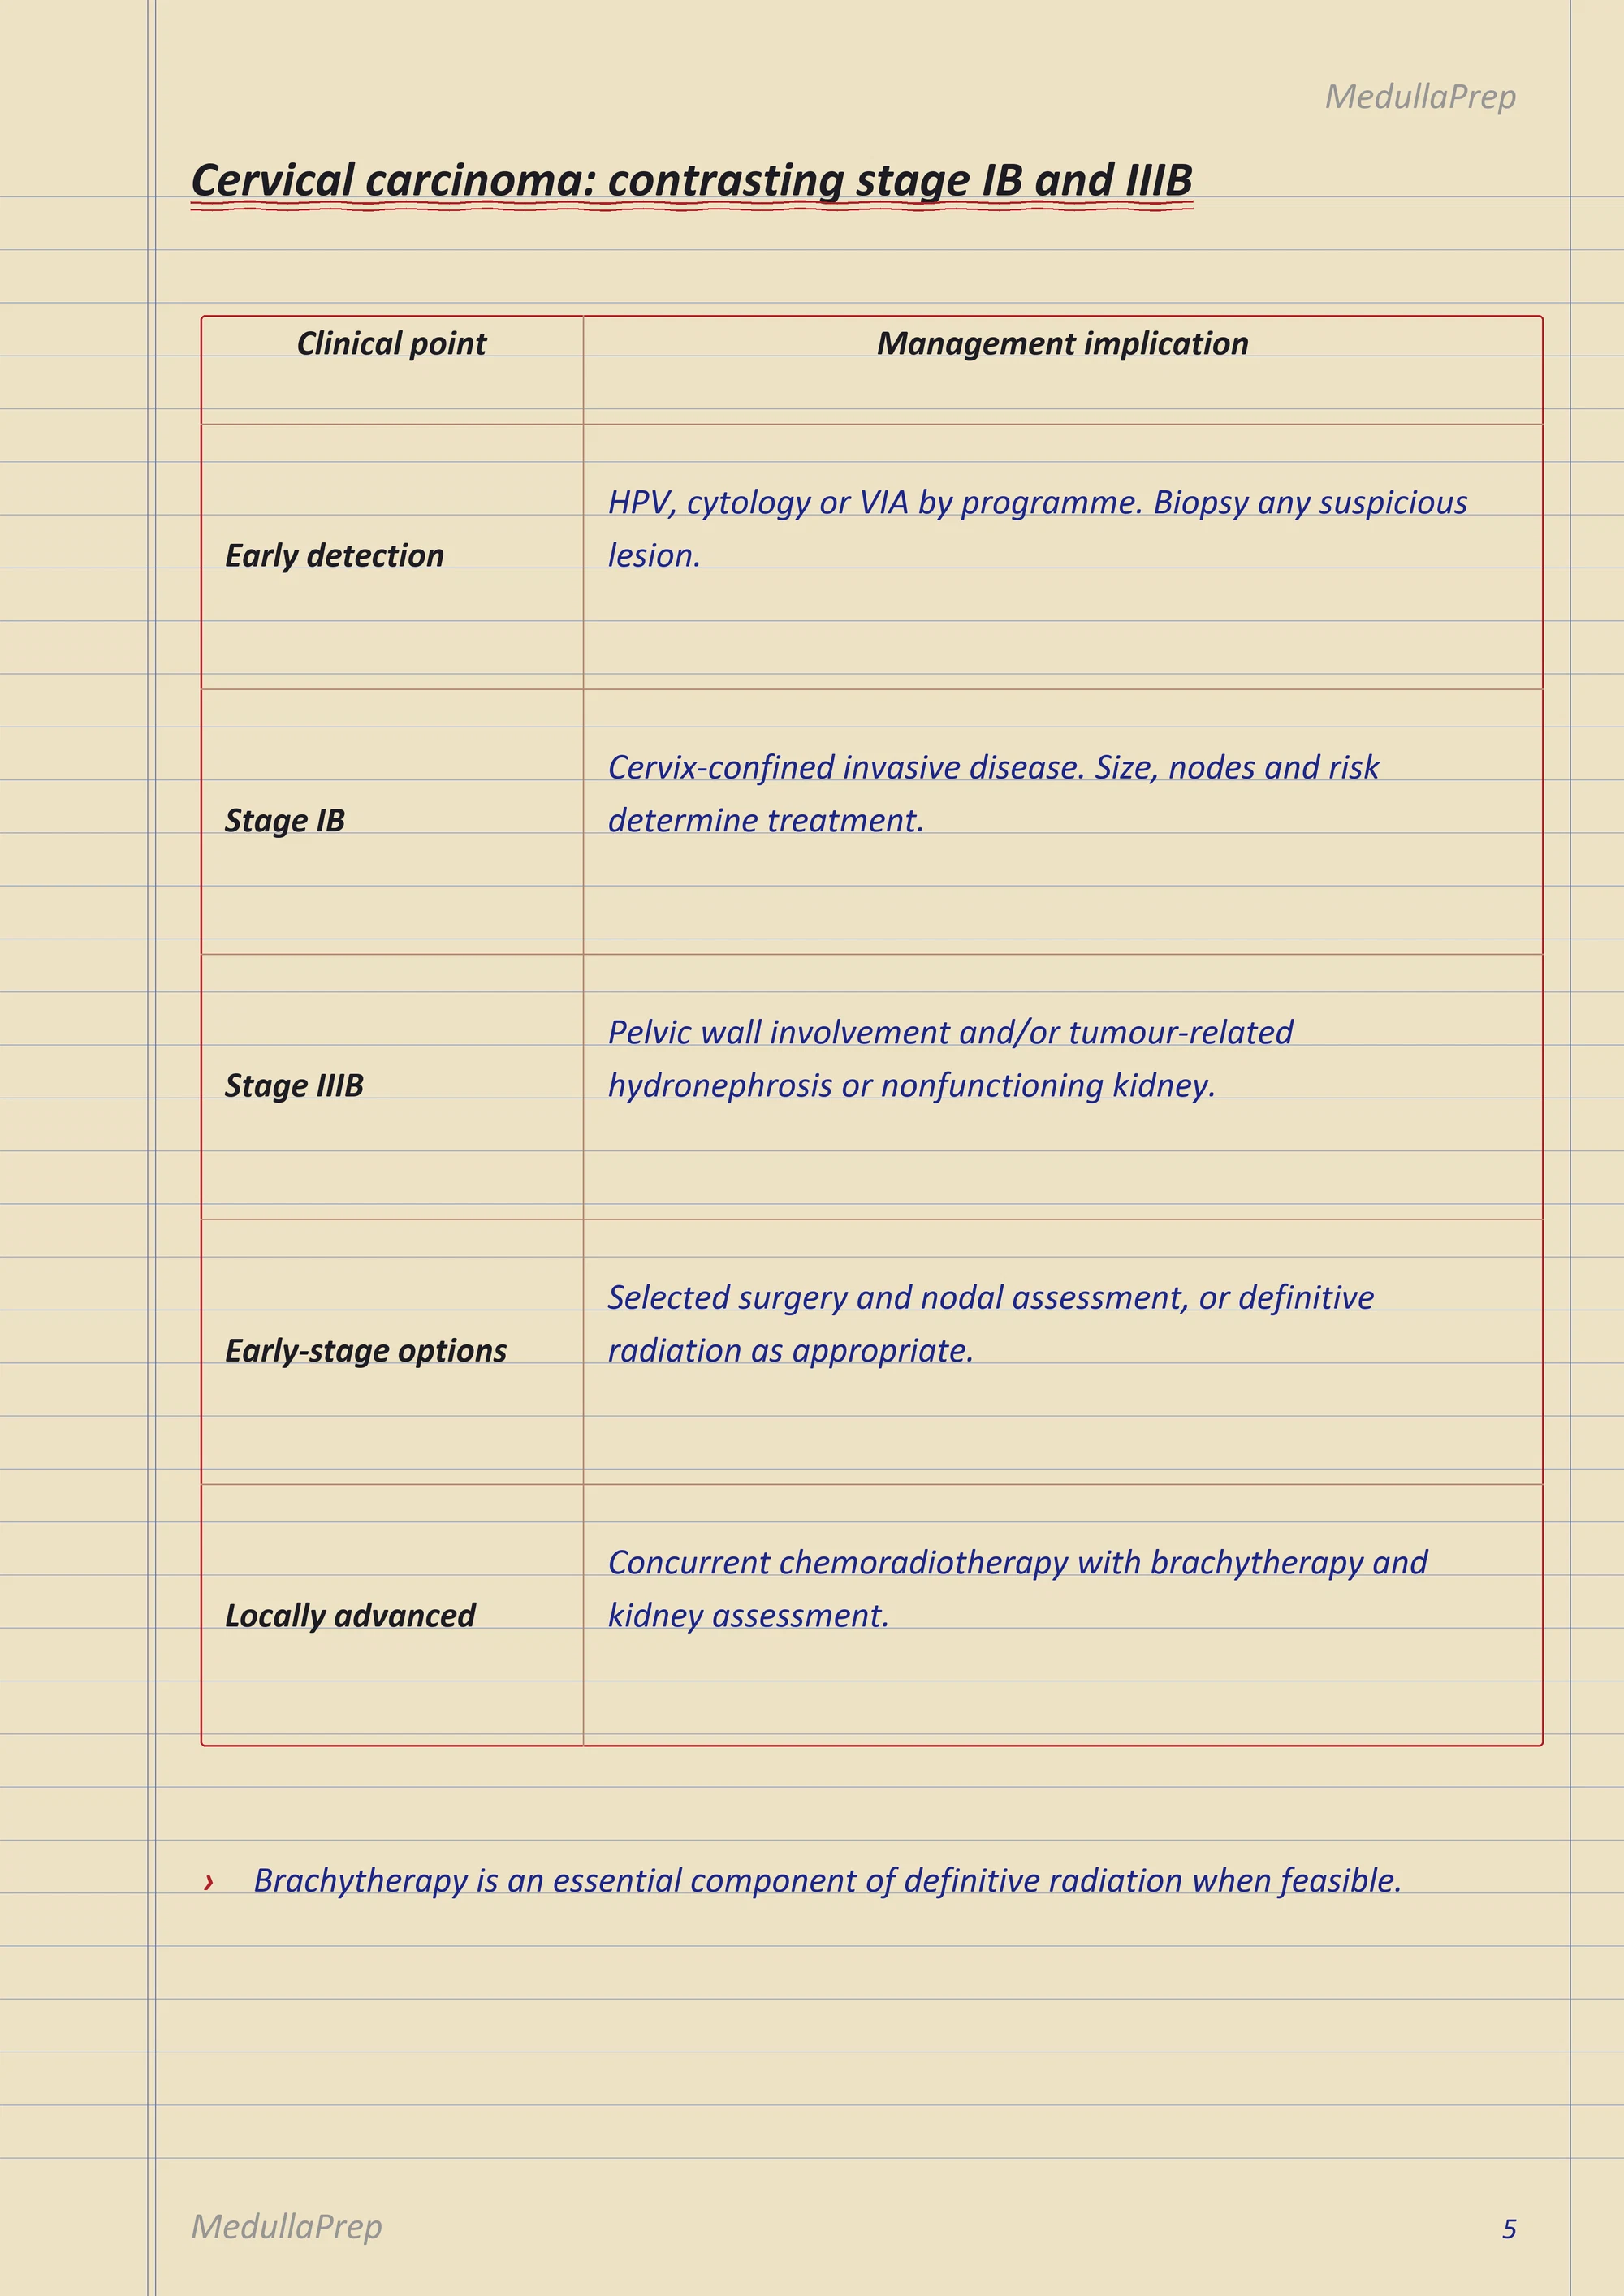 MedullaPrep
Cervical carcinoma: contrasting stage IB and IIIB
Clinical point
Management implication
Early detection
HPV, cytology or VIA by programme. Biopsy any suspicious
lesion.
Stage IB
Cervix-confined invasive disease. Size, nodes and risk
determine treatment.
Stage IIIB
Pelvic wall involvement and/or tumour-related
hydronephrosis or nonfunctioning kidney.
Early-stage options
Selected surgery and nodal assessment, or definitive
radiation as appropriate.
Locally advanced
Concurrent chemoradiotherapy with brachytherapy and
kidney assessment.
› Brachytherapy is an essential component of definitive radiation when feasible.
MedullaPrep
5